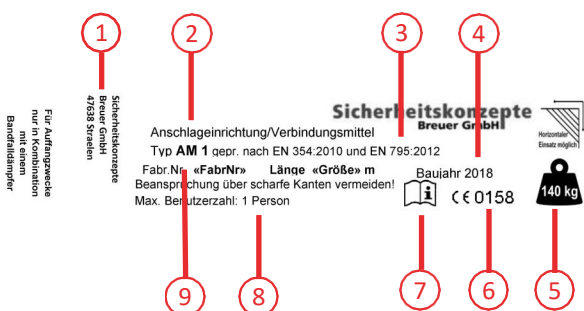 1
2
3
4
Für Auffangzwecke
nur in Kombination
mit einem
Bandfalldämpfer
Sicherheitskonzepte
Breuer GmbH
47638 Straelen
Sicherheitskonzepte
Breuer GmbH
Horizontaler
Einsatz möglich
Anschlageinrichtung/Verbindungsmittel
Typ AM 1 gepr. nach EN 354:2010 und EN 795:2012
Fabr.Nr. «FabrNr» Länge «Größe» m
Beanspruchung über scharfe Kanten vermeiden!
Max. Benutzerzahl: 1 Person
Baujahr 2018
i
CE 0158
140 kg
9
8
7
6
5